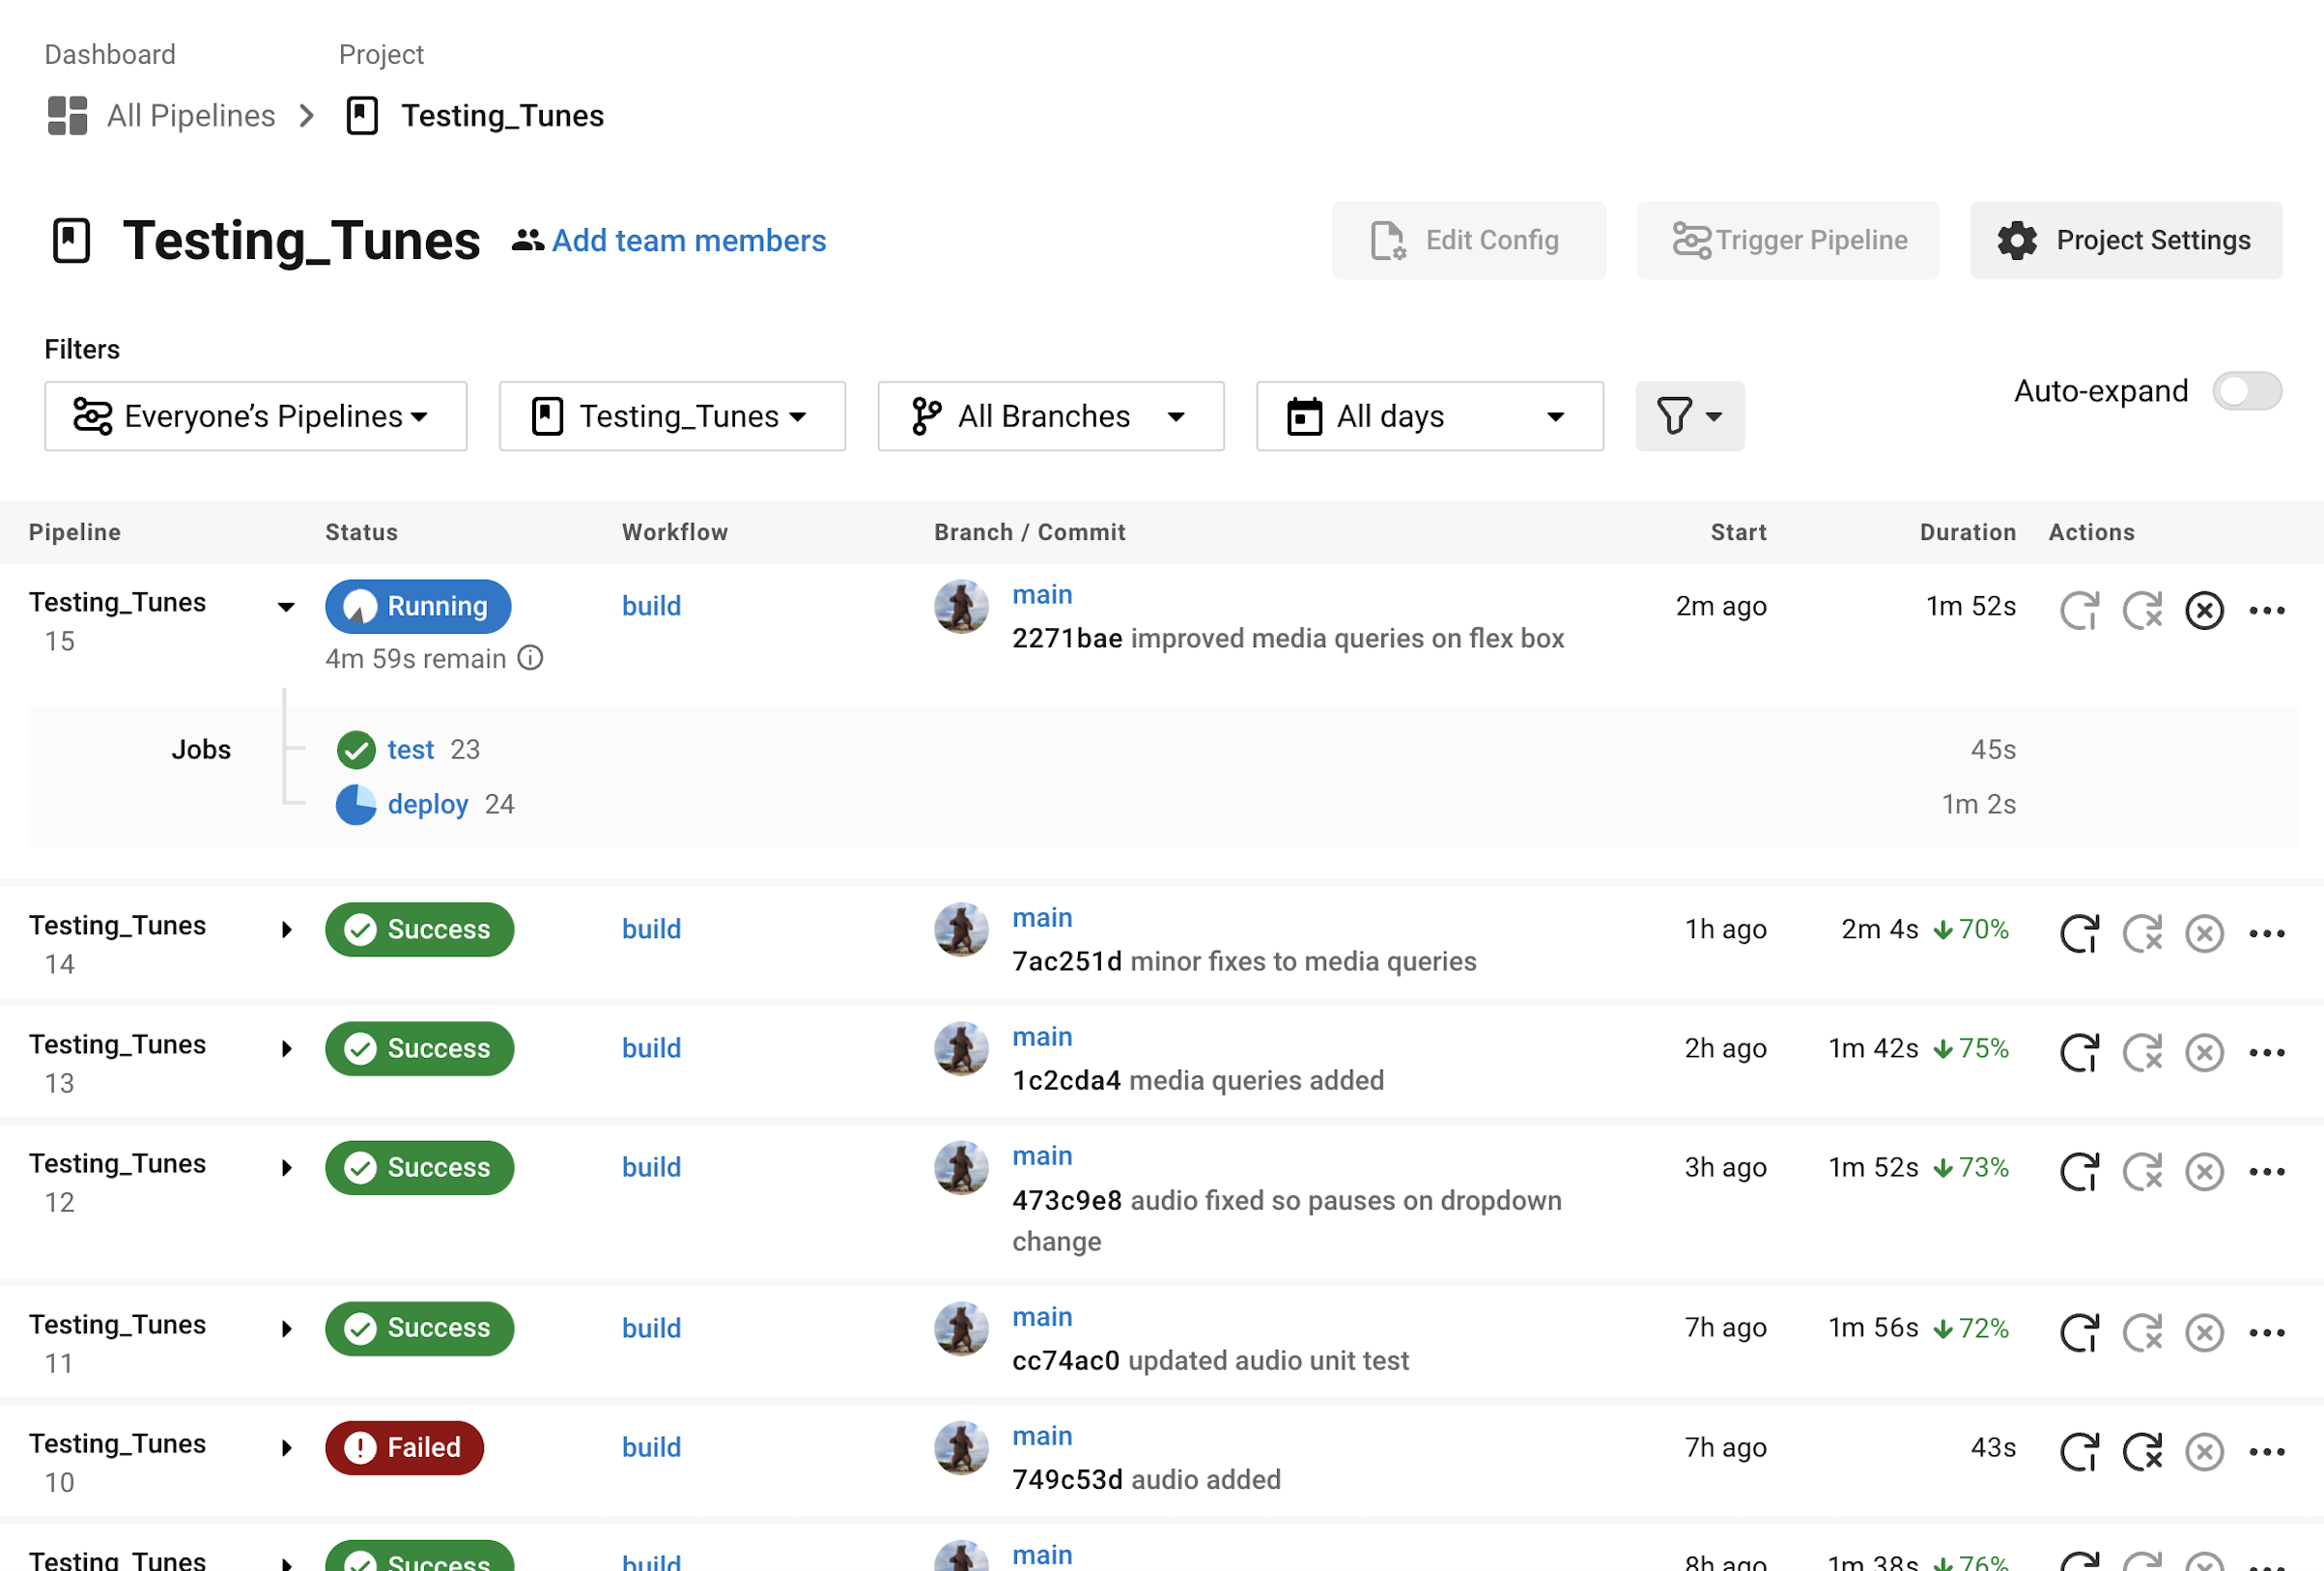 Dashboard
Project
All Pipelines
Testing_Tunes
Testing_Tunes
Add team members
Edit Config
Trigger Pipeline
Project Settings
Filters
Everyone’s Pipelines
Testing_Tunes
All Branches
All days
Auto-expand
Pipeline Status Workflow Branch / Commit Start Duration Actions
Testing_Tunes
15
Running
4m 59s remain
build
main
2271bae improved media queries on flex box
2m ago
1m 52s
Jobs
test 23
45s
deploy 24
1m 2s
Testing_Tunes
14
Success
build
main
7ac251d minor fixes to media queries
1h ago
2m 4s 70%
Testing_Tunes
13
Success
build
main
1c2cda4 media queries added
2h ago
1m 42s 75%
Testing_Tunes
12
Success
build
main
473c9e8 audio fixed so pauses on dropdown
change
3h ago
1m 52s 73%
Testing_Tunes
11
Success
build
main
cc74ac0 updated audio unit test
7h ago
1m 56s 72%
Testing_Tunes
10
Failed
build
main
749c53d audio added
7h ago
43s
Testing_Tunes
Success
build
main
8h ago
1m 38s 76%